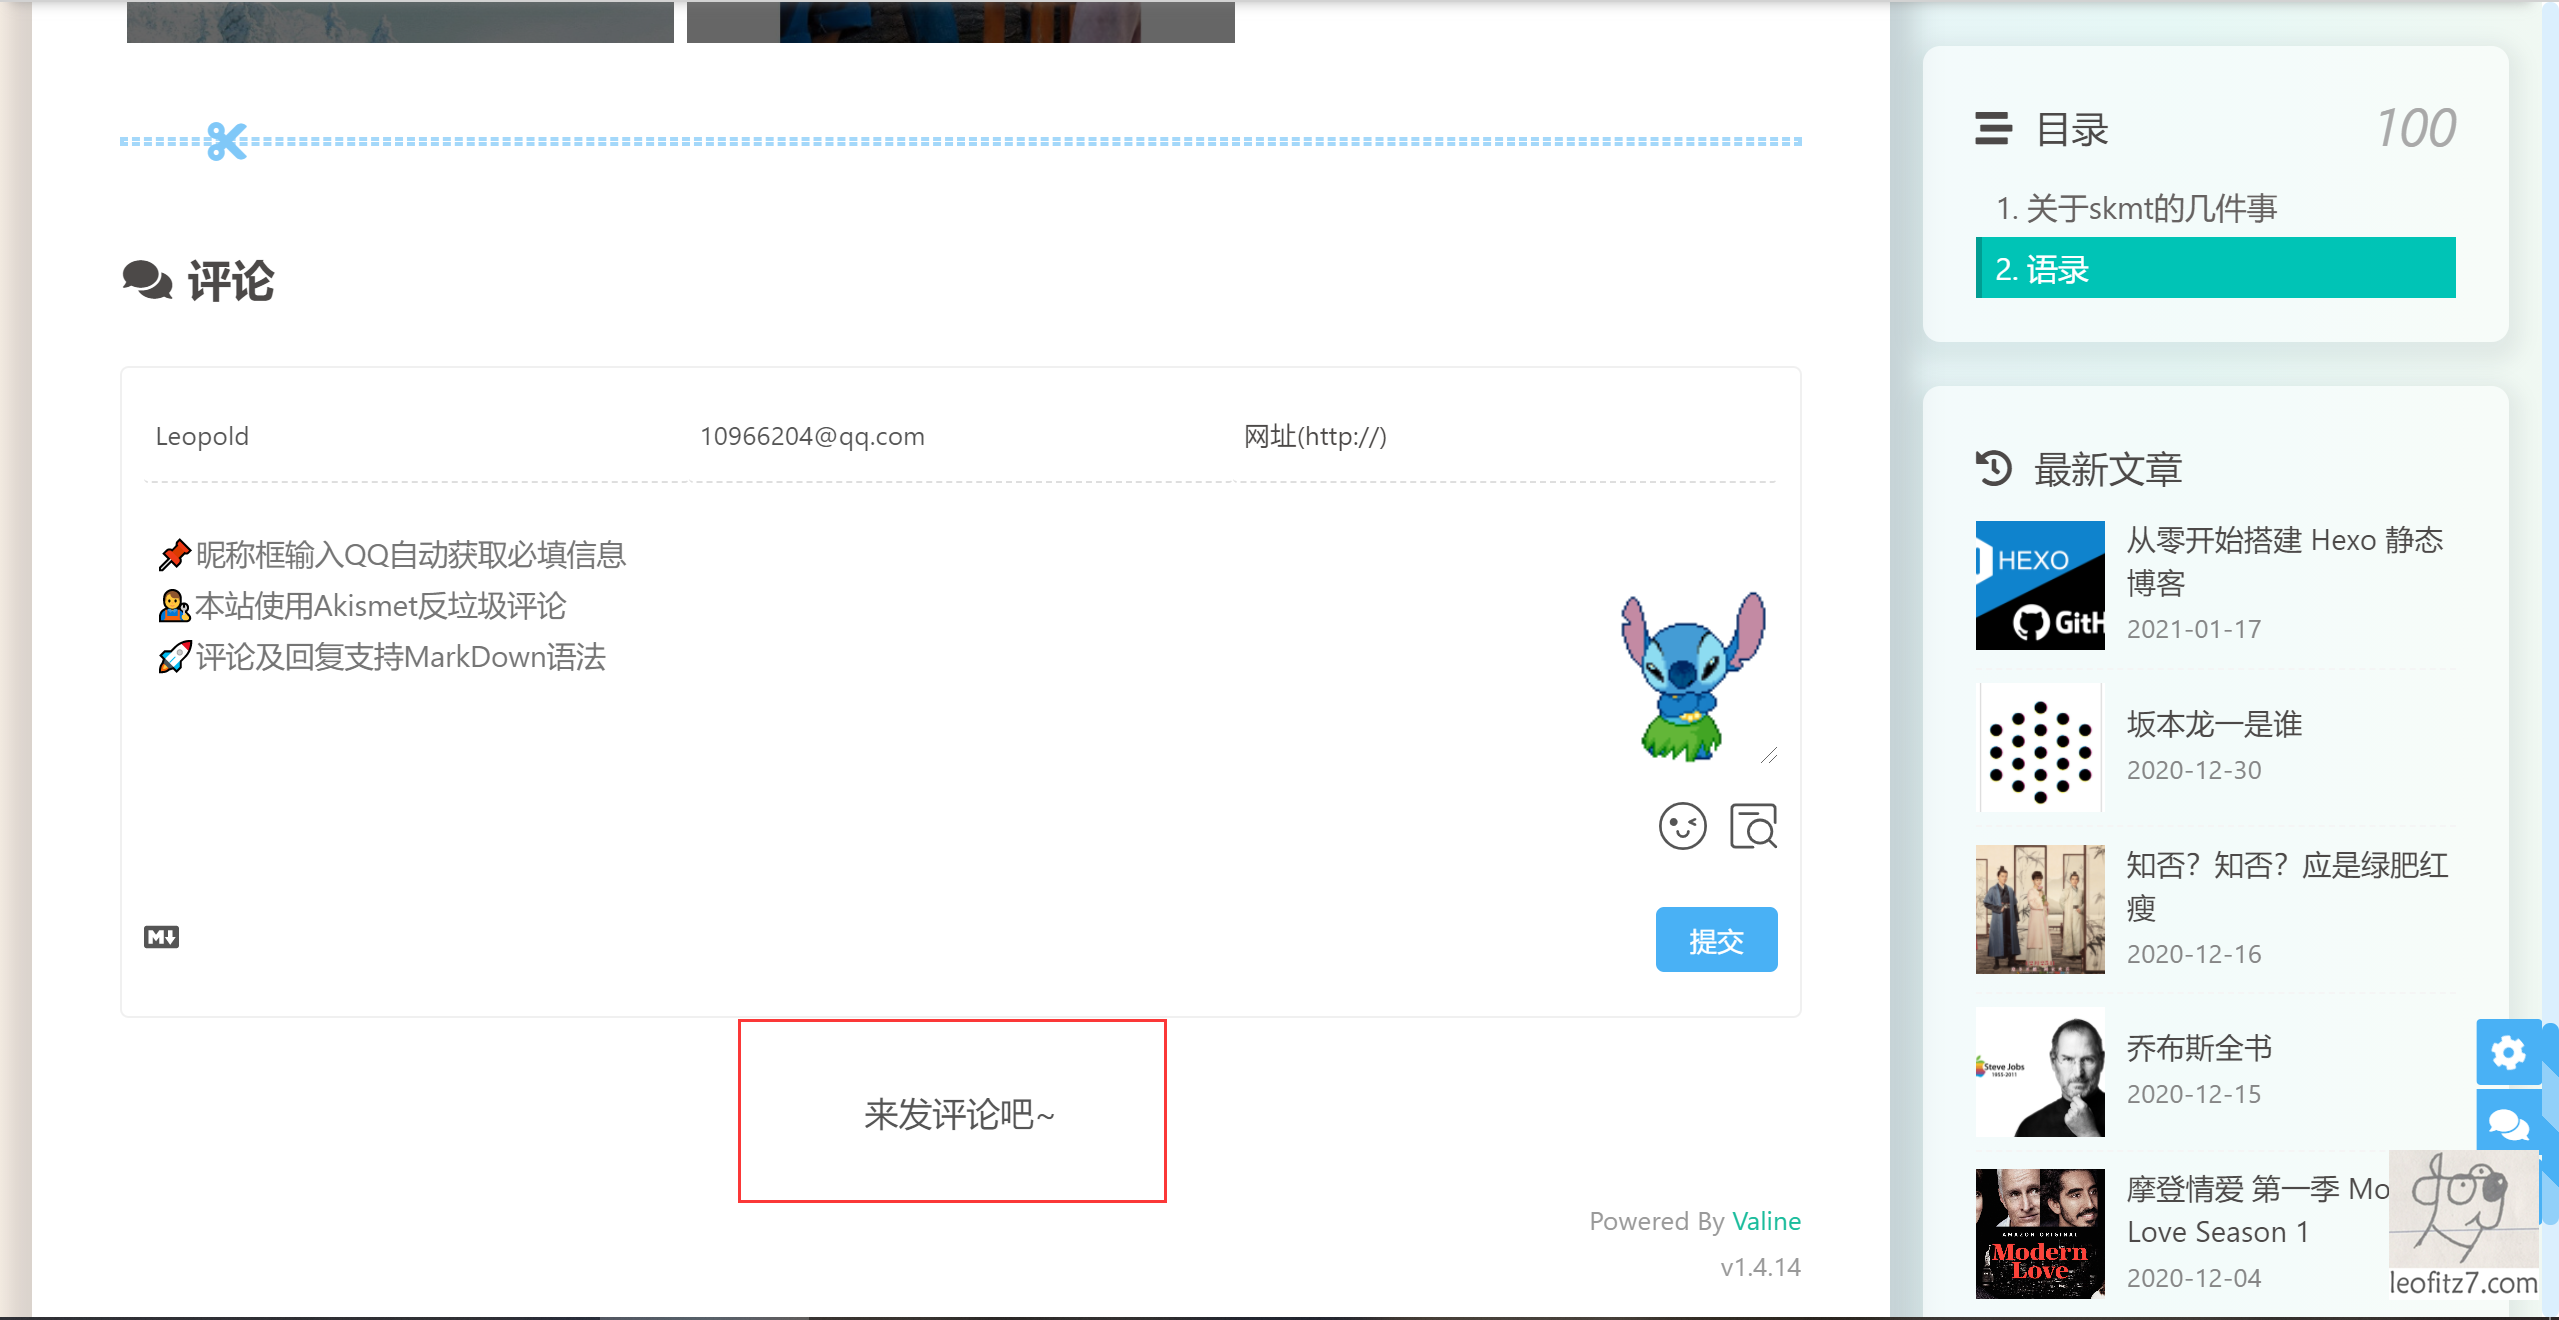 评论
Leopold
10966204@qq.com
网址(http://)
📌昵称框输入QQ自动获取必填信息
👨‍🔧本站使用Akismet反垃圾评论
🚀评论及回复支持MarkDown语法
M↓
提交
来发评论吧~
Powered By Valine
v1.4.14
目录
100
1. 关于skmt的几件事
2. 语录
最新文章
HEXO
GitH
从零开始搭建 Hexo 静态
博客
2021-01-17
坂本龙一是谁
2020-12-30
知否？知否？应是绿肥红
瘦
2020-12-16
Steve Jobs
1955-2011
乔布斯全书
2020-12-15
AMAZON ORIGINAL
Modern
Love
摩登情爱 第一季 Mo
Love Season 1
2020-12-04
dog
leofitz7.com